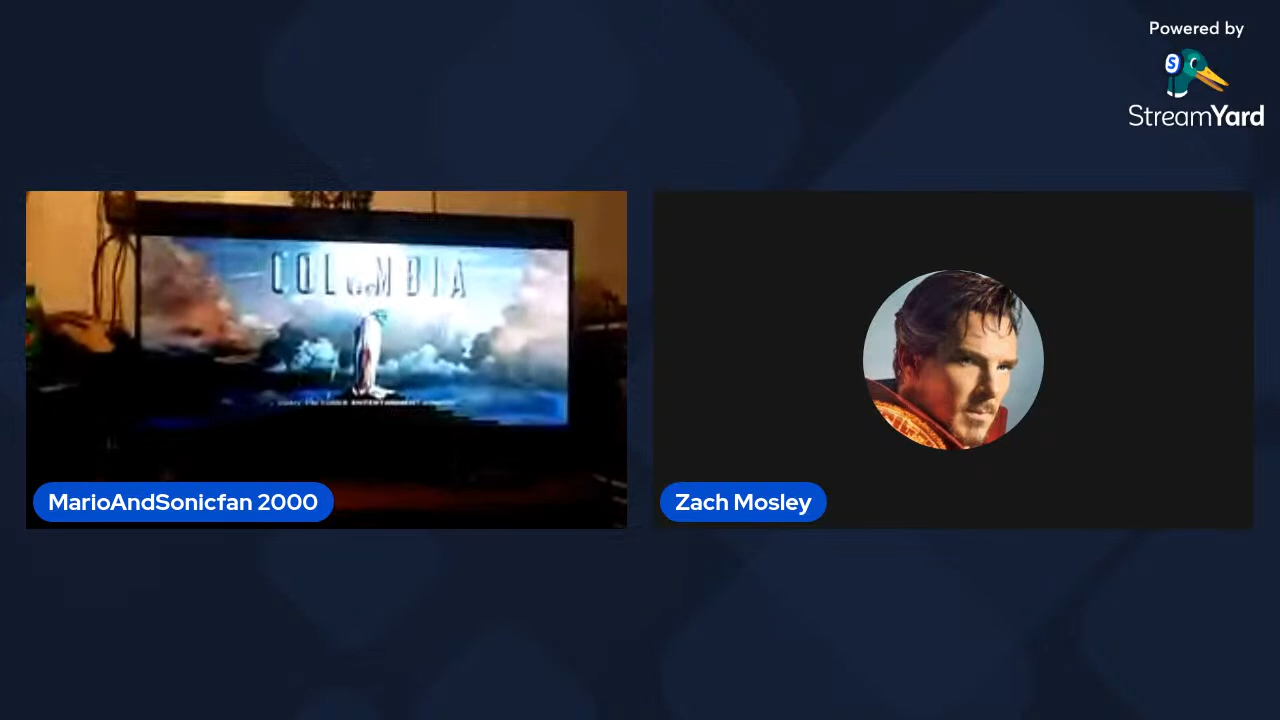 Powered by
S
StreamYard
COLUMBIA
MarioAndSonicfan 2000
Zach Mosley